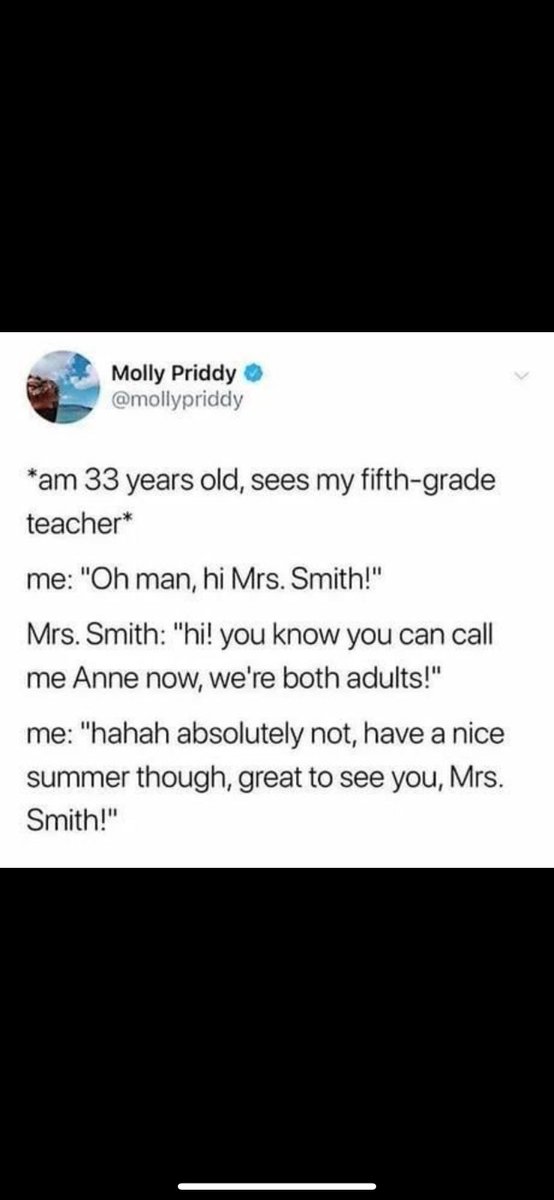 Molly Priddy
@mollypriddy
*am 33 years old, sees my fifth-grade
teacher*
me: "Oh man, hi Mrs. Smith!"
Mrs. Smith: "hi! you know you can call
me Anne now, we're both adults!"
me: "hahah absolutely not, have a nice
summer though, great to see you, Mrs.
Smith!"